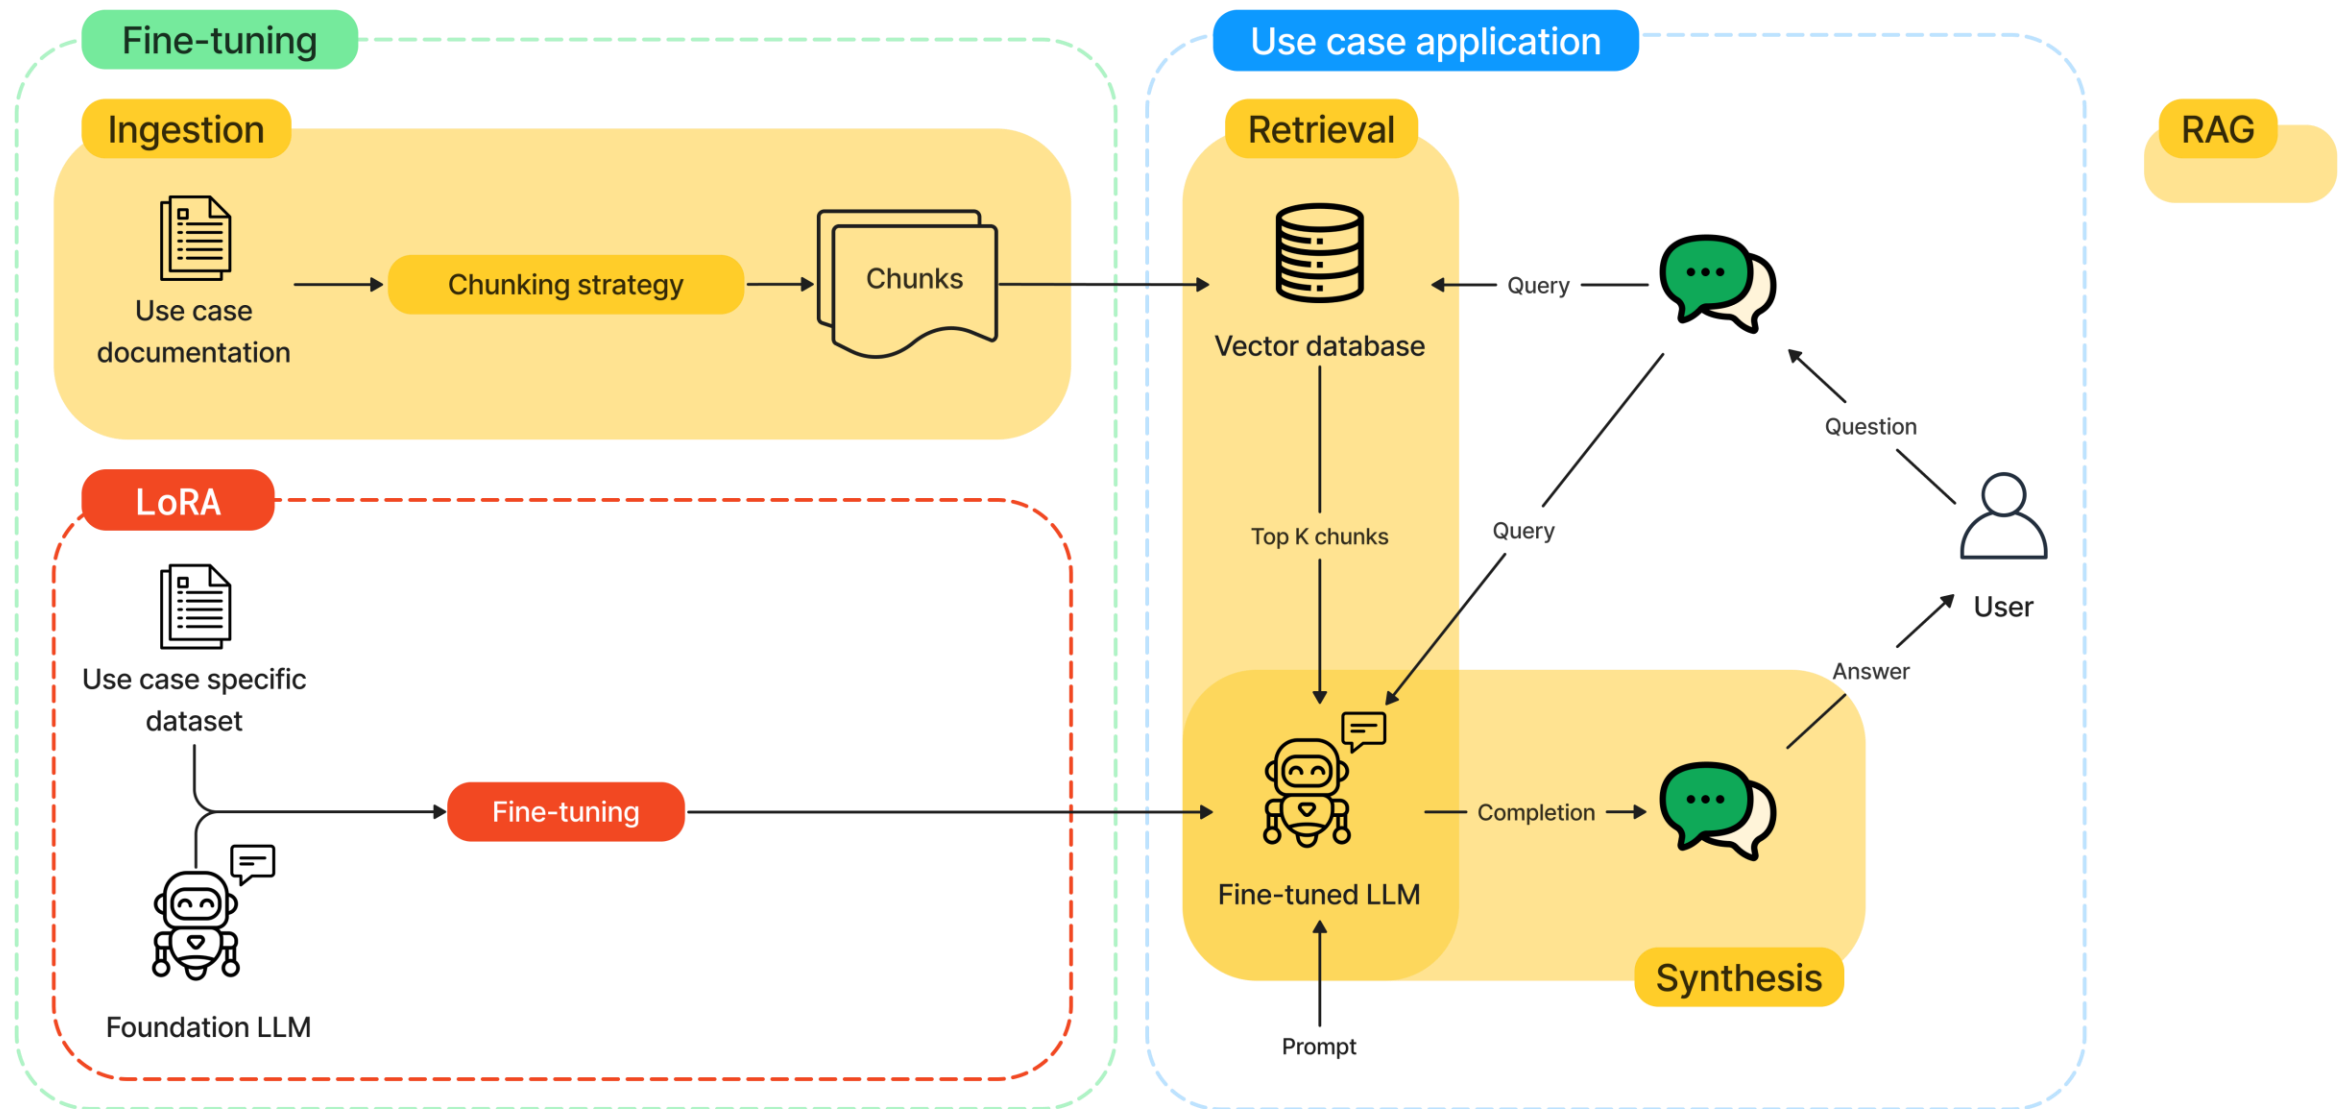 Fine-tuning
Ingestion
Use case
documentation
Chunking strategy
Chunks
LoRA
Use case specific
dataset
Fine-tuning
Foundation LLM
Use case application
Retrieval
Vector database
Query
Question
Top K chunks
Query
User
Answer
Fine-tuned LLM
Completion
Synthesis
Prompt
RAG